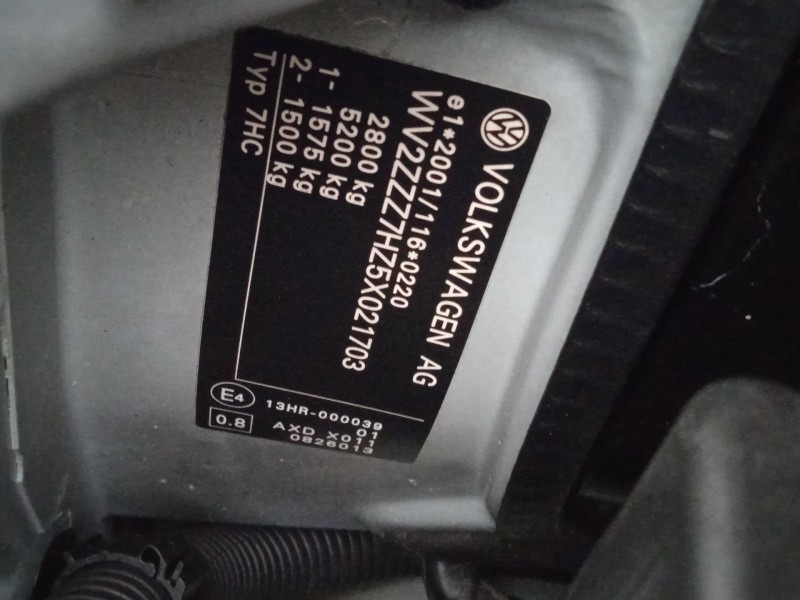 VOLKSWAGEN AG
e1*2001/116*0220
WV2ZZZ7HZ5X021703
2800 kg
5200 kg
1- 1575 kg
2- 1500 kg
Typ 7HC
13HR-000039
01
AXD X011
0826013
E4
0.8